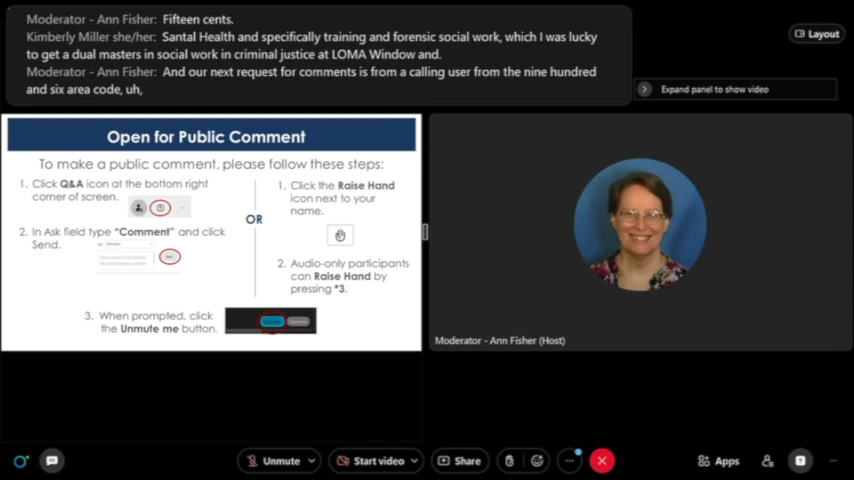 Moderator - Ann Fisher: Fifteen cents.
Kimberly Miller she/her: Santal Health and specifically training and forensic social work, which I was lucky
to get a dual masters in social work in criminal justice at LOMA Window and.
Moderator - Ann Fisher: And our next request for comments is from a calling user from the nine hundred
and six area code, uh,
Layout
Expand panel to show video
Open for Public Comment
To make a public comment, please follow these steps:
1. Click Q&A icon at the bottom right
corner of screen.
2. In Ask field type “Comment” and click
Send.
OR
1. Click the Raise Hand
icon next to your
name.
2. Audio-only participants
can Raise Hand by
pressing *3.
3. When prompted, click
the Unmute me button.
Moderator - Ann Fisher (Host)
Unmute
Start video
Share
Apps